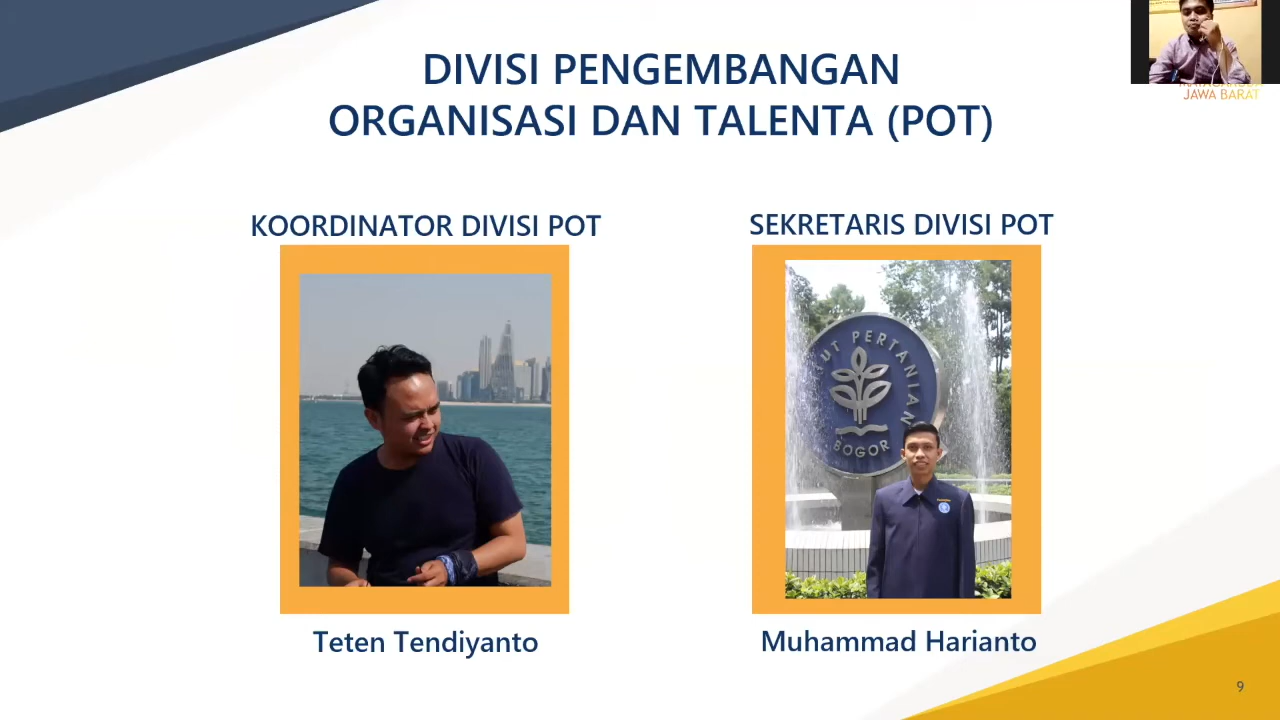 DIVISI PENGEMBANGAN
ORGANISASI DAN TALENTA (POT)
JAWA BARAT
KOORDINATOR DIVISI POT
SEKRETARIS DIVISI POT
PERTANIAN
BOGOR
Teten Tendiyanto
Muhammad Harianto
9